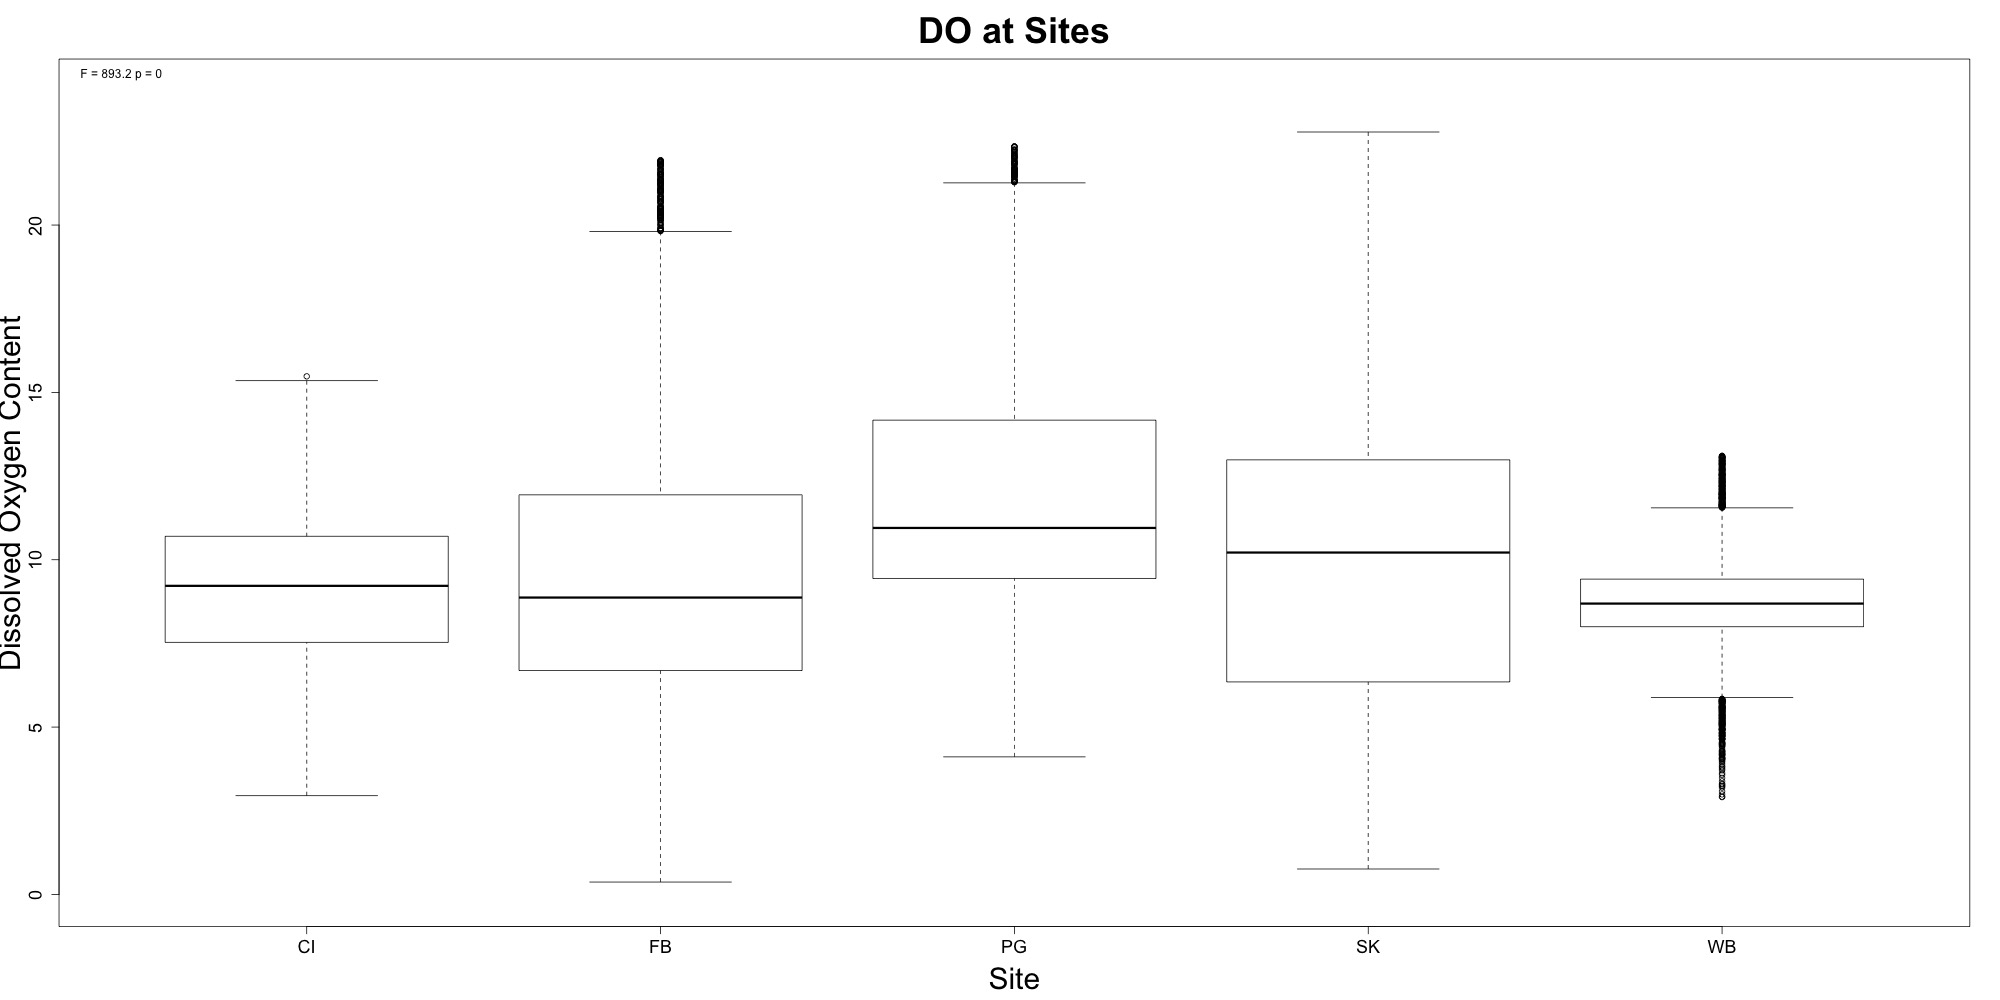 DO at Sites
F = 893.2 p = 0
Dissolved Oxygen Content
20
15
10
5
0
CI FB PG SK WB
Site